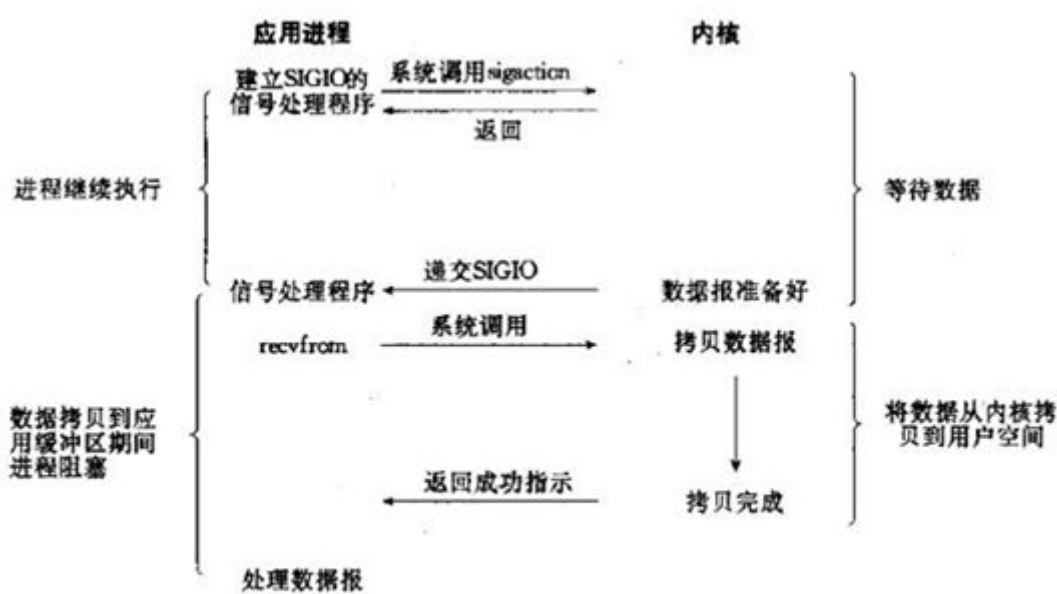 应用进程
内核
建立SIGIO的
信号处理程序
系统调用sigaction
返回
进程继续执行
等待数据
递交SIGIO
信号处理程序
数据报准备好
系统调用
recvfrom
拷贝数据报
数据拷贝到应
用缓冲区期间
进程阻塞
将数据从内核拷
贝到用户空间
返回成功指示
拷贝完成
处理数据报